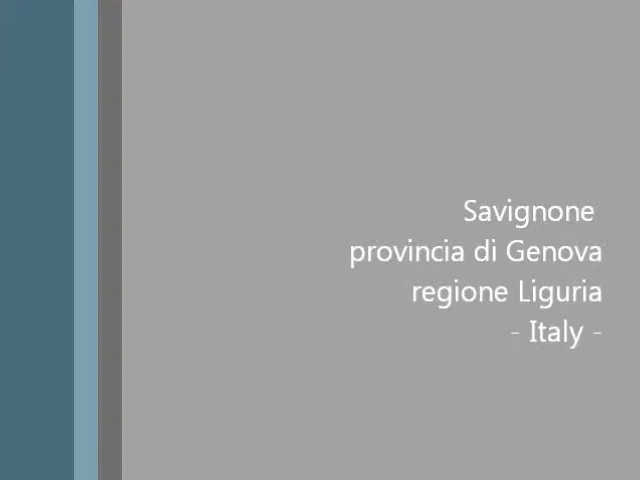 Savignone
provincia di Genova
regione Liguria
- Italy -